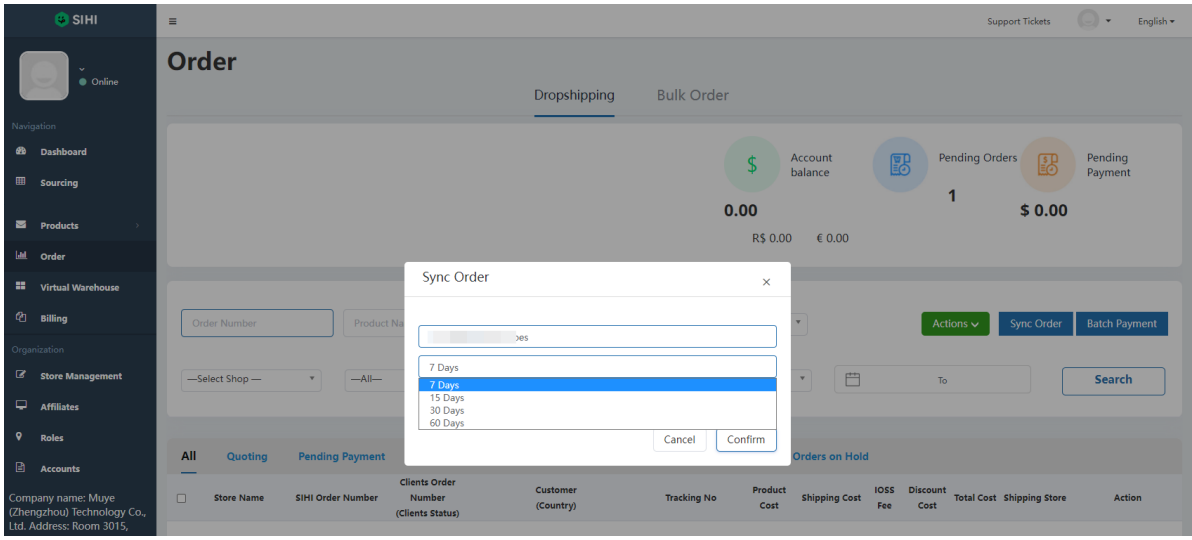 SIHI
Support Tickets
English
Online
Order
Dropshipping
Bulk Order
Navigation
Dashboard
Sourcing
Products
Order
Virtual Warehouse
Billing
Organization
Store Management
Affiliates
Roles
Accounts
Company name: Muye
(Zhengzhou) Technology Co.,
Ltd. Address: Room 3015,
$
Account
balance
0.00
R$ 0.00 € 0.00
Pending Orders
1
Pending
Payment
$ 0.00
Sync Order
×
7 Days
7 Days
15 Days
30 Days
60 Days
Cancel
Confirm
Order Number
Product Na
Actions
Sync Order
Batch Payment
—Select Shop —
—All—
To
Search
All
Quoting
Pending Payment
Orders on Hold
Store Name
SIHI Order Number
Clients Order
Number
(Clients Status)
Customer
(Country)
Tracking No
Product
Cost
Shipping Cost
IOSS
Fee
Discount
Cost
Total Cost
Shipping Store
Action